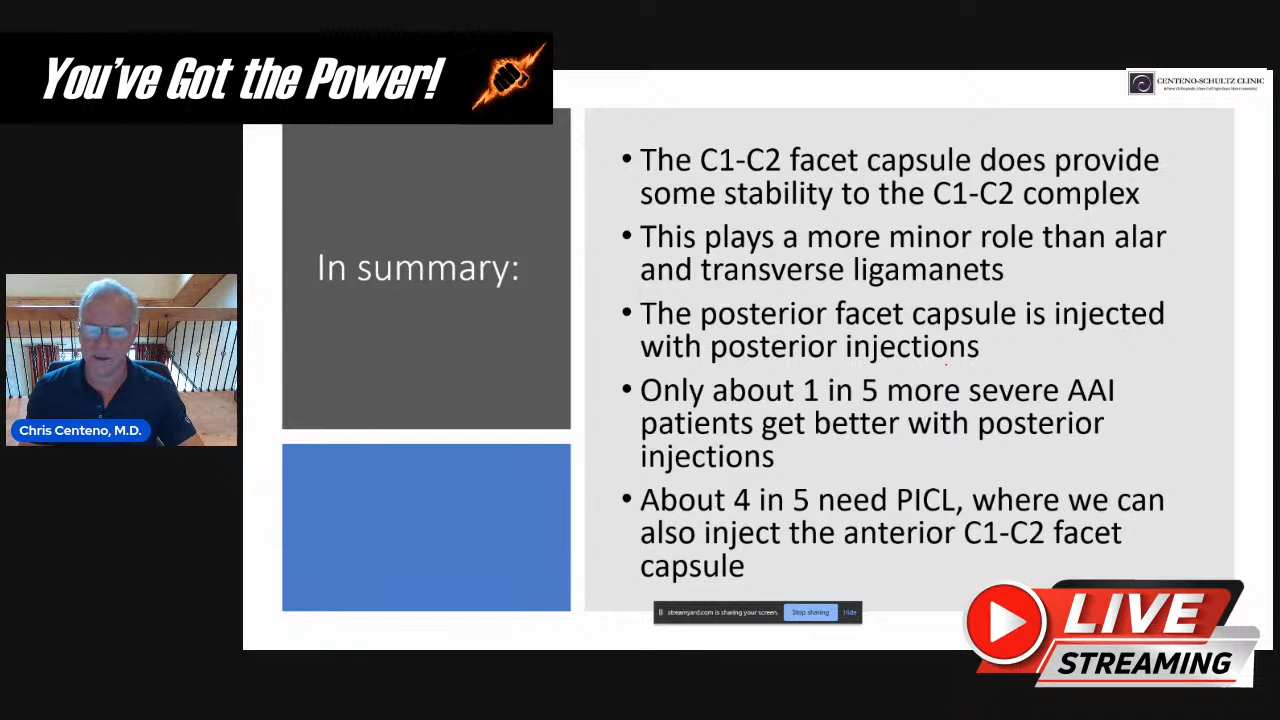 You've Got the Power!
CENTENO-SCHULTZ CLINIC
In summary:
• The C1-C2 facet capsule does provide
some stability to the C1-C2 complex
• This plays a more minor role than alar
and transverse ligamanets
• The posterior facet capsule is injected
with posterior injections
• Only about 1 in 5 more severe AAI
patients get better with posterior
injections
• About 4 in 5 need PICL, where we can
also inject the anterior C1-C2 facet
capsule
Chris Centeno, M.D.
streamyard.com is sharing your screen.
Stop sharing
Hide
LIVE
STREAMING